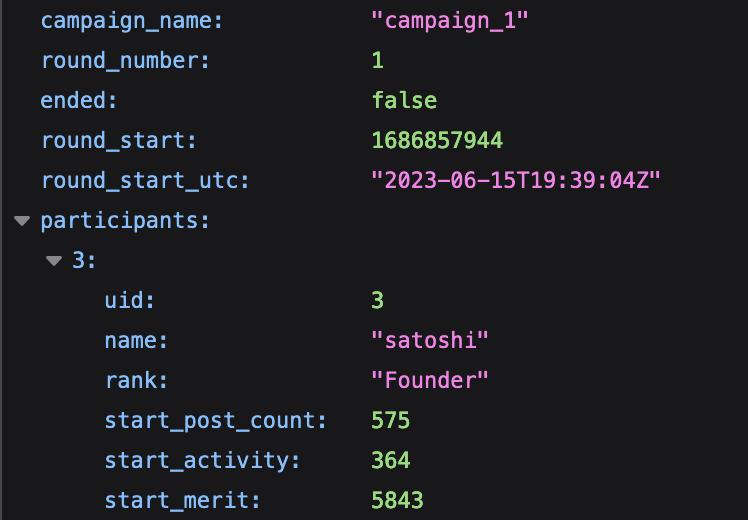 campaign_name: "campaign_1"
round_number: 1
ended: false
round_start: 1686857944
round_start_utc: "2023-06-15T19:39:04Z"
participants:
3:
uid: 3
name: "satoshi"
rank: "Founder"
start_post_count: 575
start_activity: 364
start_merit: 5843